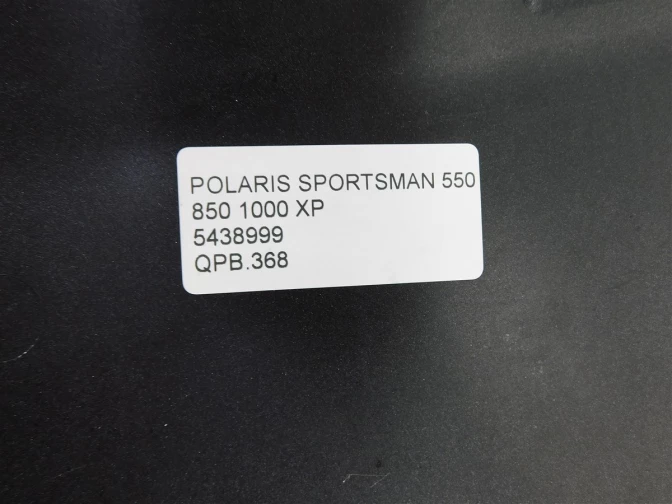 POLARIS SPORTSMAN 550
850 1000 XP
5438999
QPB.368